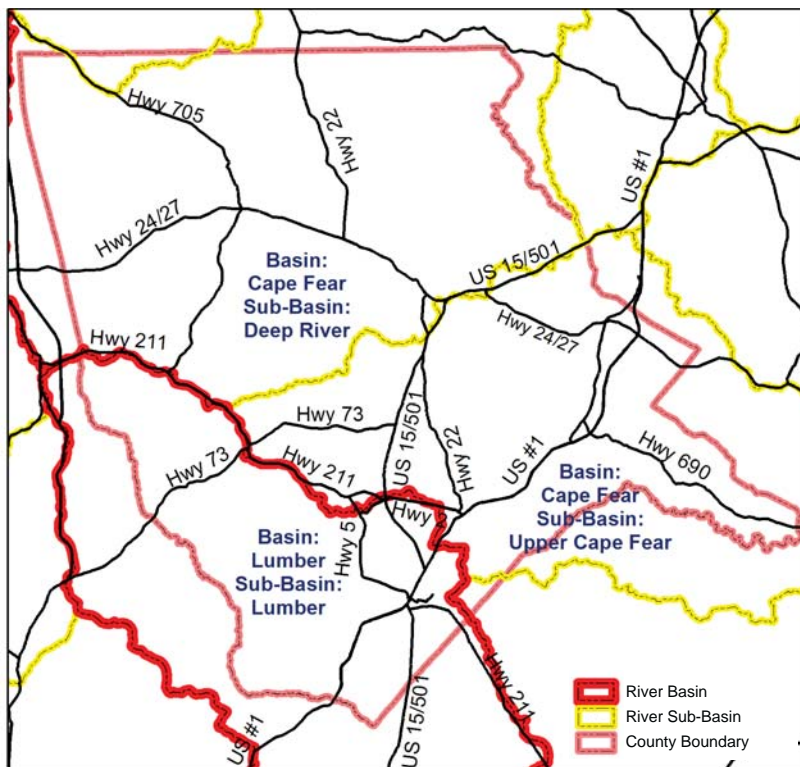 Hwy 705
Hwy 22
US #1
Hwy 24/27
US 15/501
Basin:
Cape Fear
Sub-Basin:
Deep River
Hwy 24/27
Hwy 211
Hwy 73
US 15/501
Hwy 22
US #1
Hwy 73
Hwy 211
Hwy 690
Basin:
Cape Fear
Sub-Basin:
Upper Cape Fear
Hwy
Hwy 5
Basin:
Lumber
Sub-Basin:
Lumber
Hwy 211
US #1
US 15/501
River Basin
River Sub-Basin
County Boundary